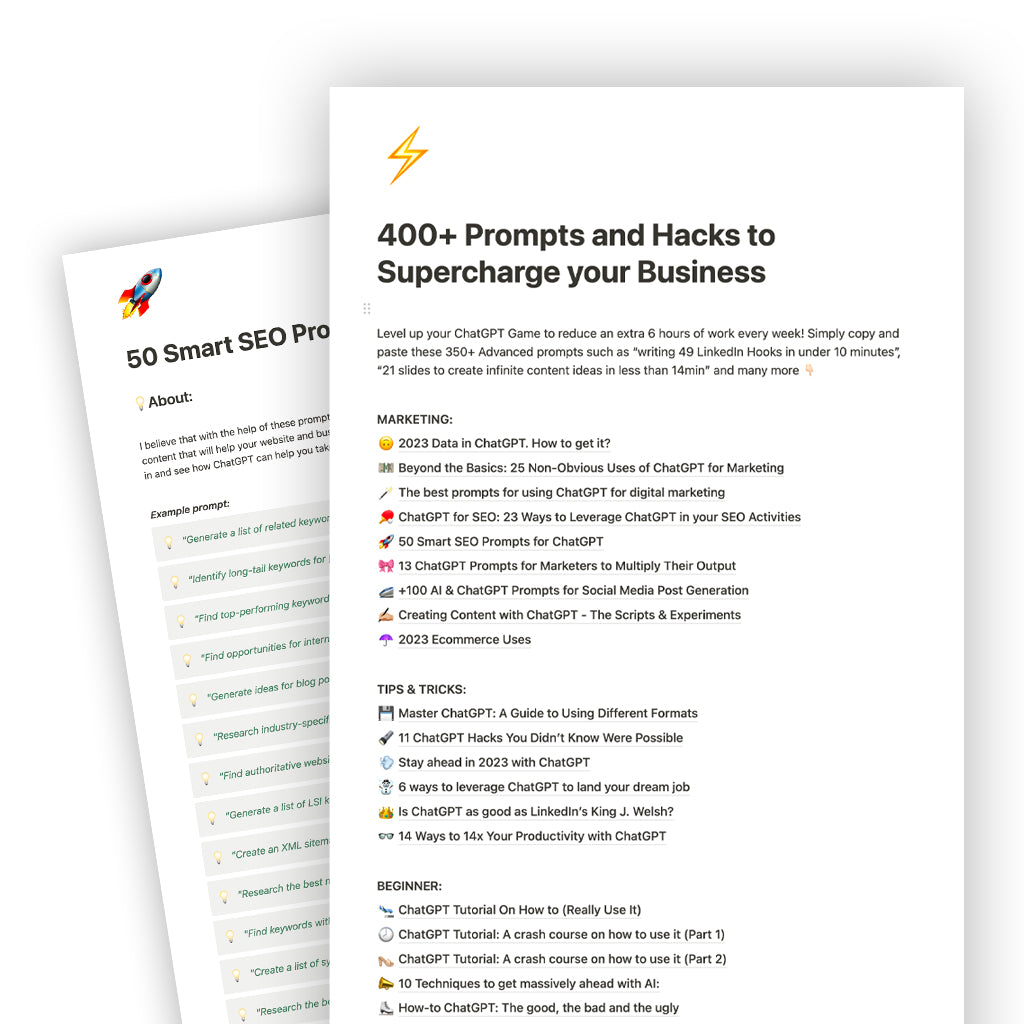 400+ Prompts and Hacks to
Supercharge your Business
Level up your ChatGPT Game to reduce an extra 6 hours of work every week! Simply copy and
paste these 350+ Advanced prompts such as “writing 49 LinkedIn Hooks in under 10 minutes”,
“21 slides to create infinite content ideas in less than 14min” and many more
MARKETING:
2023 Data in ChatGPT. How to get it?
Beyond the Basics: 25 Non-Obvious Uses of ChatGPT for Marketing
The best prompts for using ChatGPT for digital marketing
ChatGPT for SEO: 23 Ways to Leverage ChatGPT in your SEO Activities
50 Smart SEO Prompts for ChatGPT
13 ChatGPT Prompts for Marketers to Multiply Their Output
+100 AI & ChatGPT Prompts for Social Media Post Generation
Creating Content with ChatGPT - The Scripts & Experiments
2023 Ecommerce Uses
TIPS & TRICKS:
Master ChatGPT: A Guide to Using Different Formats
11 ChatGPT Hacks You Didn’t Know Were Possible
Stay ahead in 2023 with ChatGPT
6 ways to leverage ChatGPT to land your dream job
Is ChatGPT as good as LinkedIn’s King J. Welsh?
14 Ways to 14x Your Productivity with ChatGPT
BEGINNER:
ChatGPT Tutorial On How to (Really Use It)
ChatGPT Tutorial: A crash course on how to use it (Part 1)
ChatGPT Tutorial: A crash course on how to use it (Part 2)
10 Techniques to get massively ahead with AI:
How-to ChatGPT: The good, the bad and the ugly
50 Smart SEO Pro
About:
I believe that with the help of these prompt
content that will help your website and bus
in and see how ChatGPT can help you take
Example prompt:
"Generate a list of related keywor
"Identify long-tail keywords for
"Find top-performing keyword
"Find opportunities for intern
"Generate ideas for blog po
"Research industry-specif
"Find authoritative websi
"Generate a list of LSI k
"Create an XML sitem
"Research the best
"Find keywords wit
"Create a list of sy
"Research the be